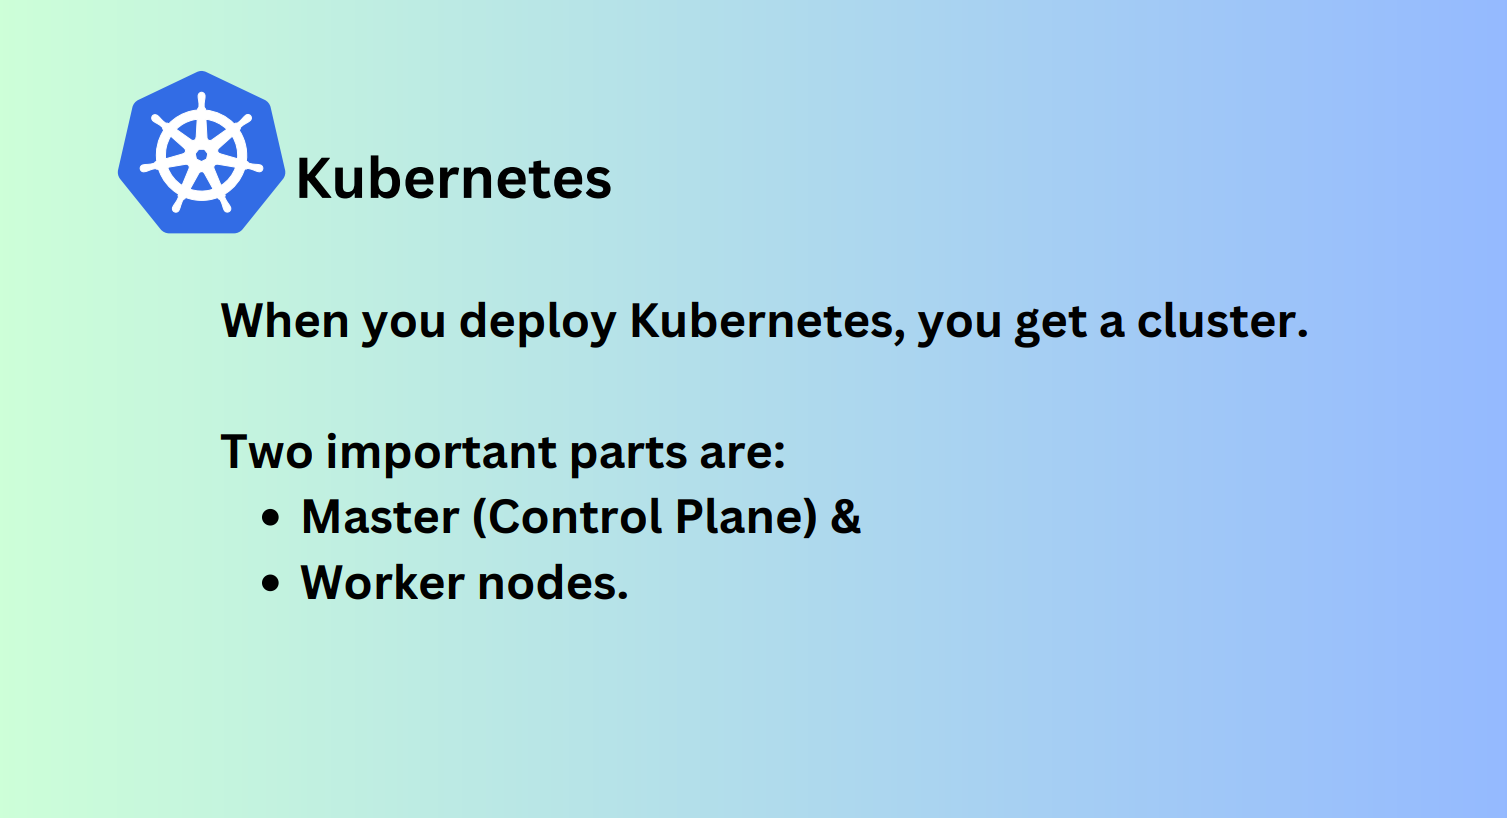 Kubernetes
When you deploy Kubernetes, you get a cluster.
Two important parts are:
• Master (Control Plane) &
• Worker nodes.